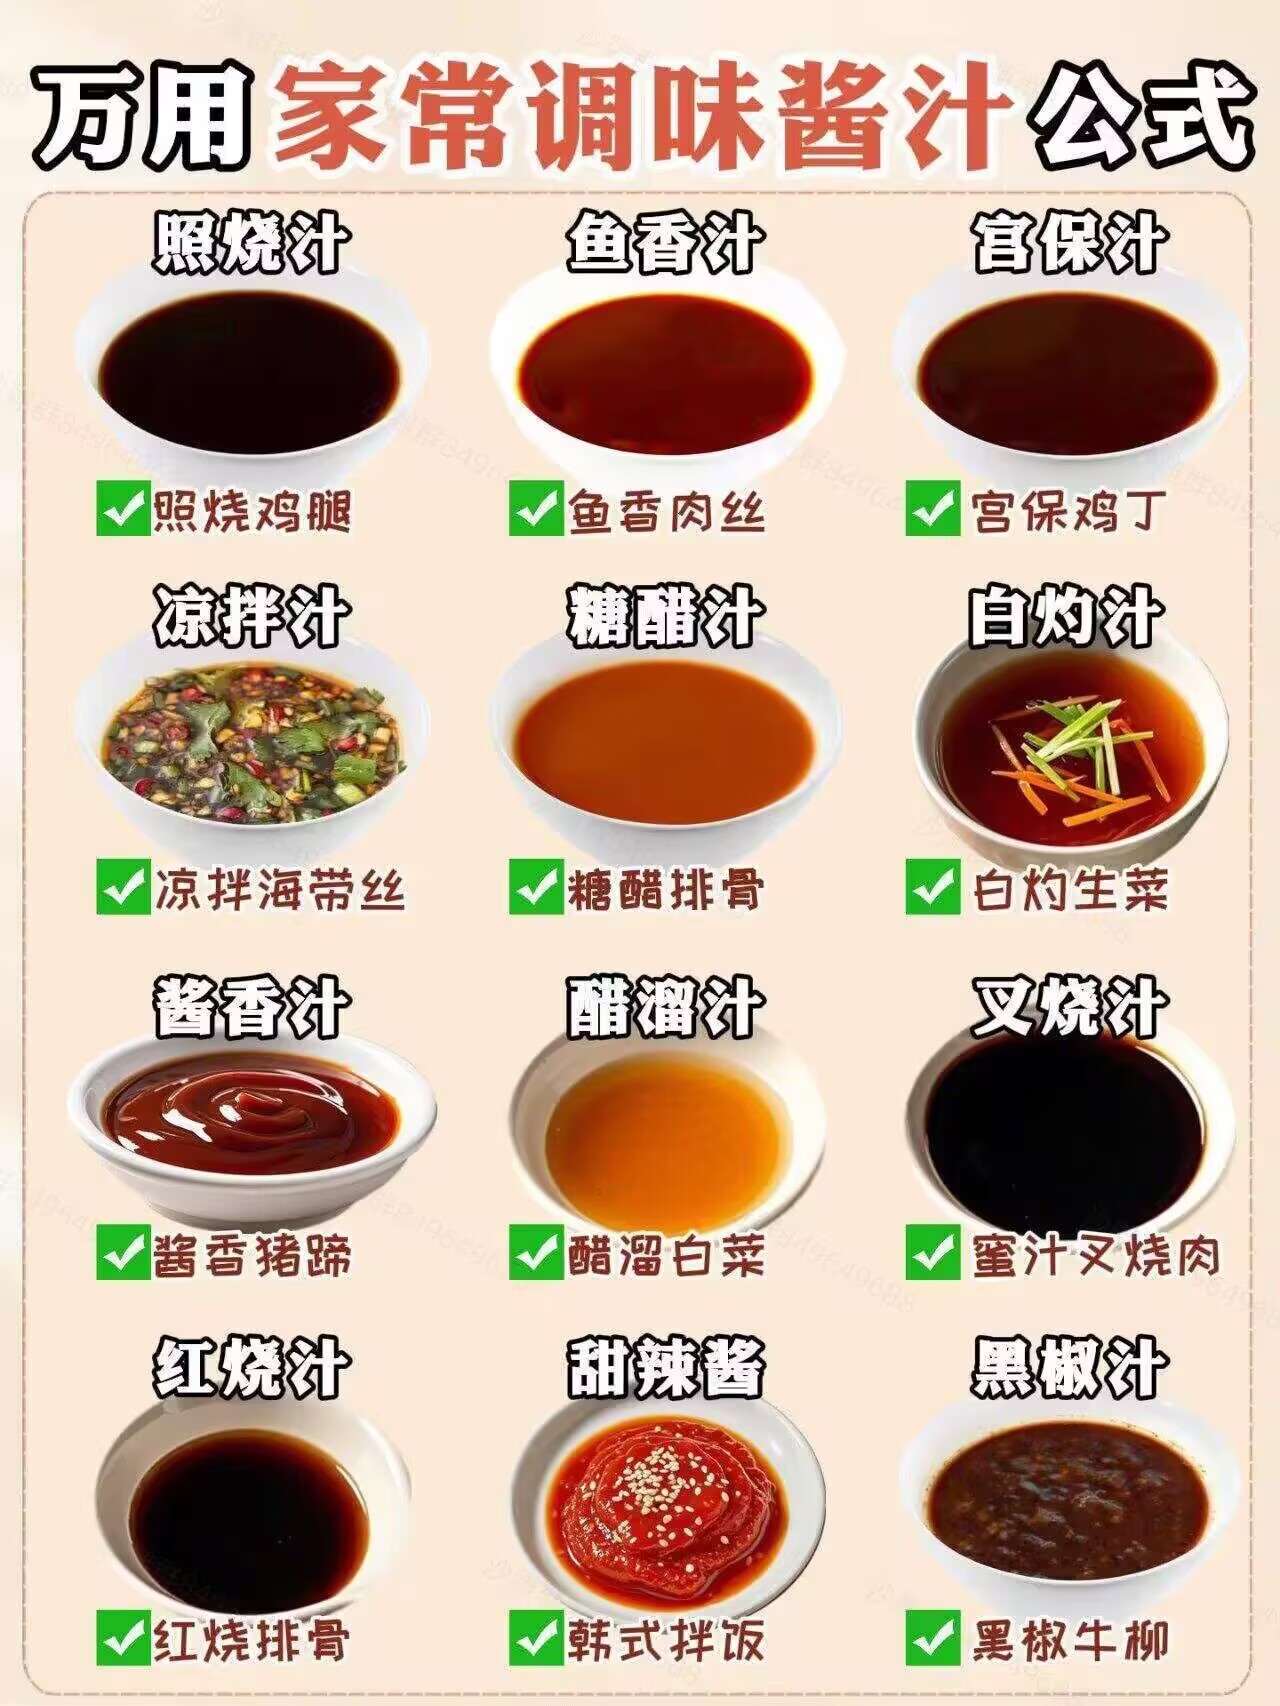 万用家常调味酱汁公式
照烧汁 鱼香汁 宫保汁
照烧鸡腿 鱼香肉丝 宫保鸡丁
凉拌汁 糖醋汁 白灼汁
凉拌海带丝 糖醋排骨 白灼生菜
酱香汁 醋溜汁 叉烧汁
酱香猪蹄 醋溜白菜 蜜汁叉烧肉
红烧汁 甜辣酱 黑椒汁
红烧排骨 韩式拌饭 黑椒牛柳